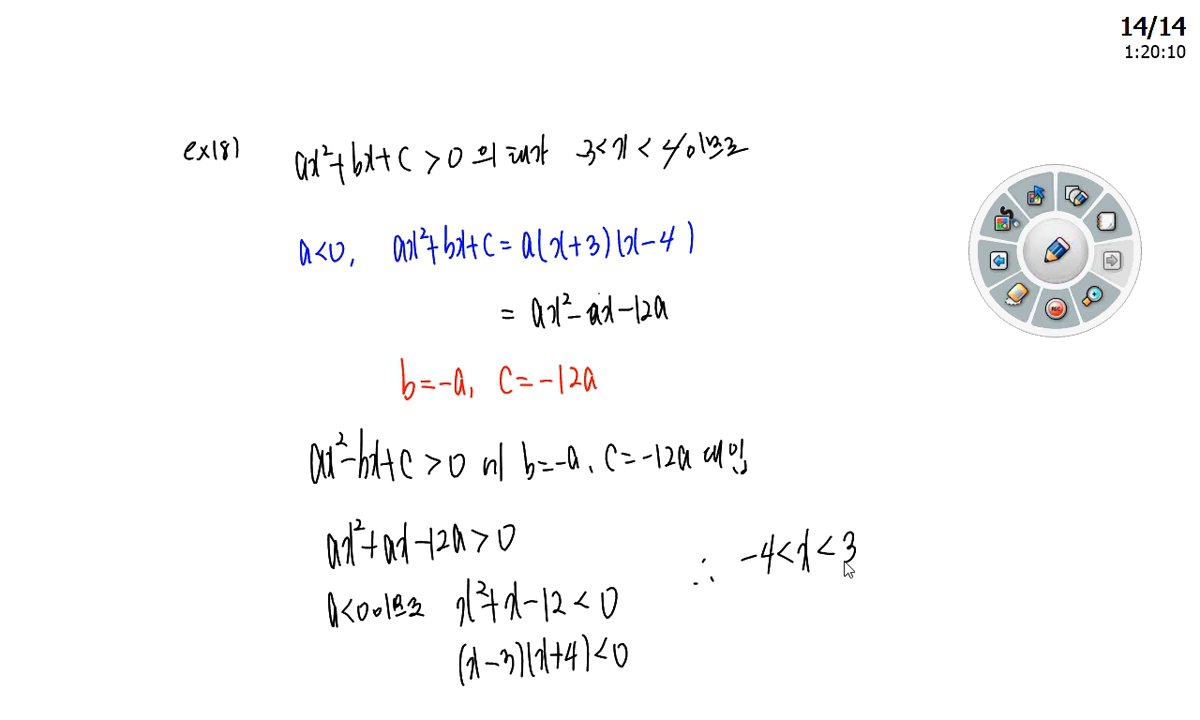 14/14
1:20:10
ex18) ax²+bx+c>0의 해가 -3<x<4이므로
a<0, ax²+bx+c=a(x+3)(x-4)
= ax²-ax-12a
b=-a, c=-12a
ax²-bx+c>0에 b=-a, c=-12a 대입
ax²+ax-12a>0
∴ -4<x<3
a<0이므로 x²+x-12<0
(x-3)(x+4)<0
REC